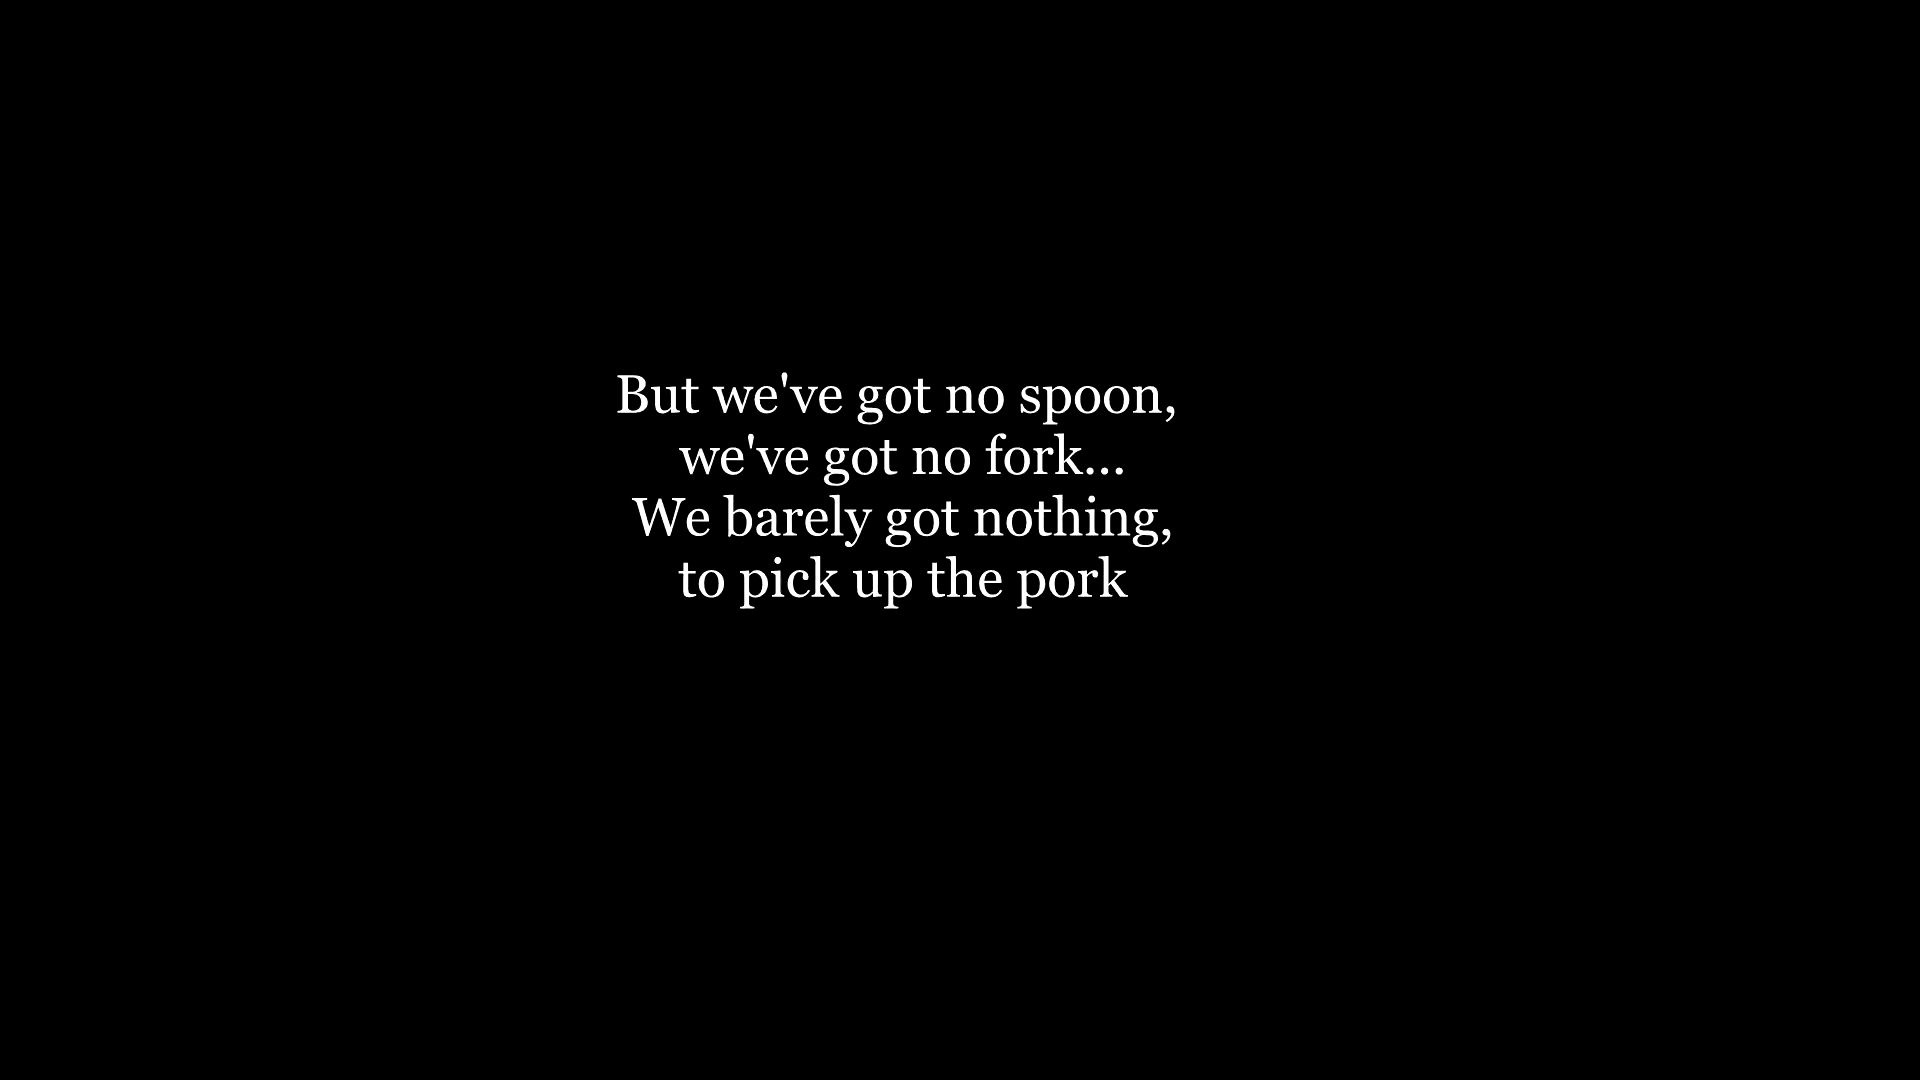 But we've got no spoon,
we've got no fork...
We barely got nothing,
to pick up the pork